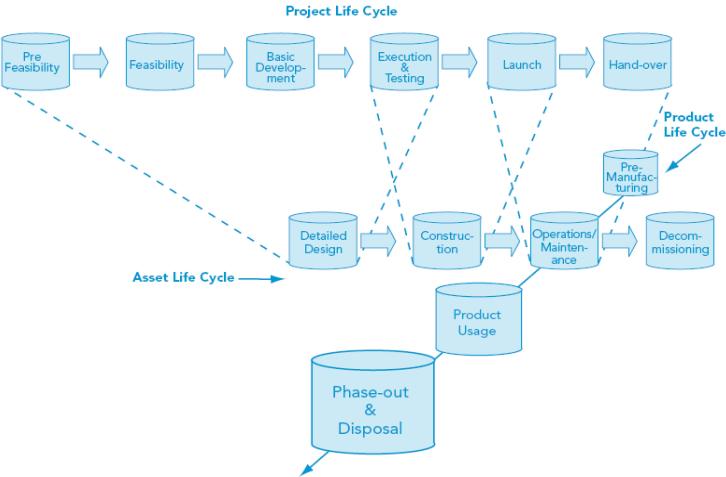 Project Life Cycle
Pre
Feasibility
Feasibility
Basic
Develop-
ment
Execution
&
Testing
Launch
Hand-over
Product
Life Cycle
Pre-
Manufac-
turing
Detailed
Design
Construc-
tion
Operations/
Mainten-
ance
Decom-
missioning
Asset Life Cycle
Product
Usage
Phase-out
&
Disposal